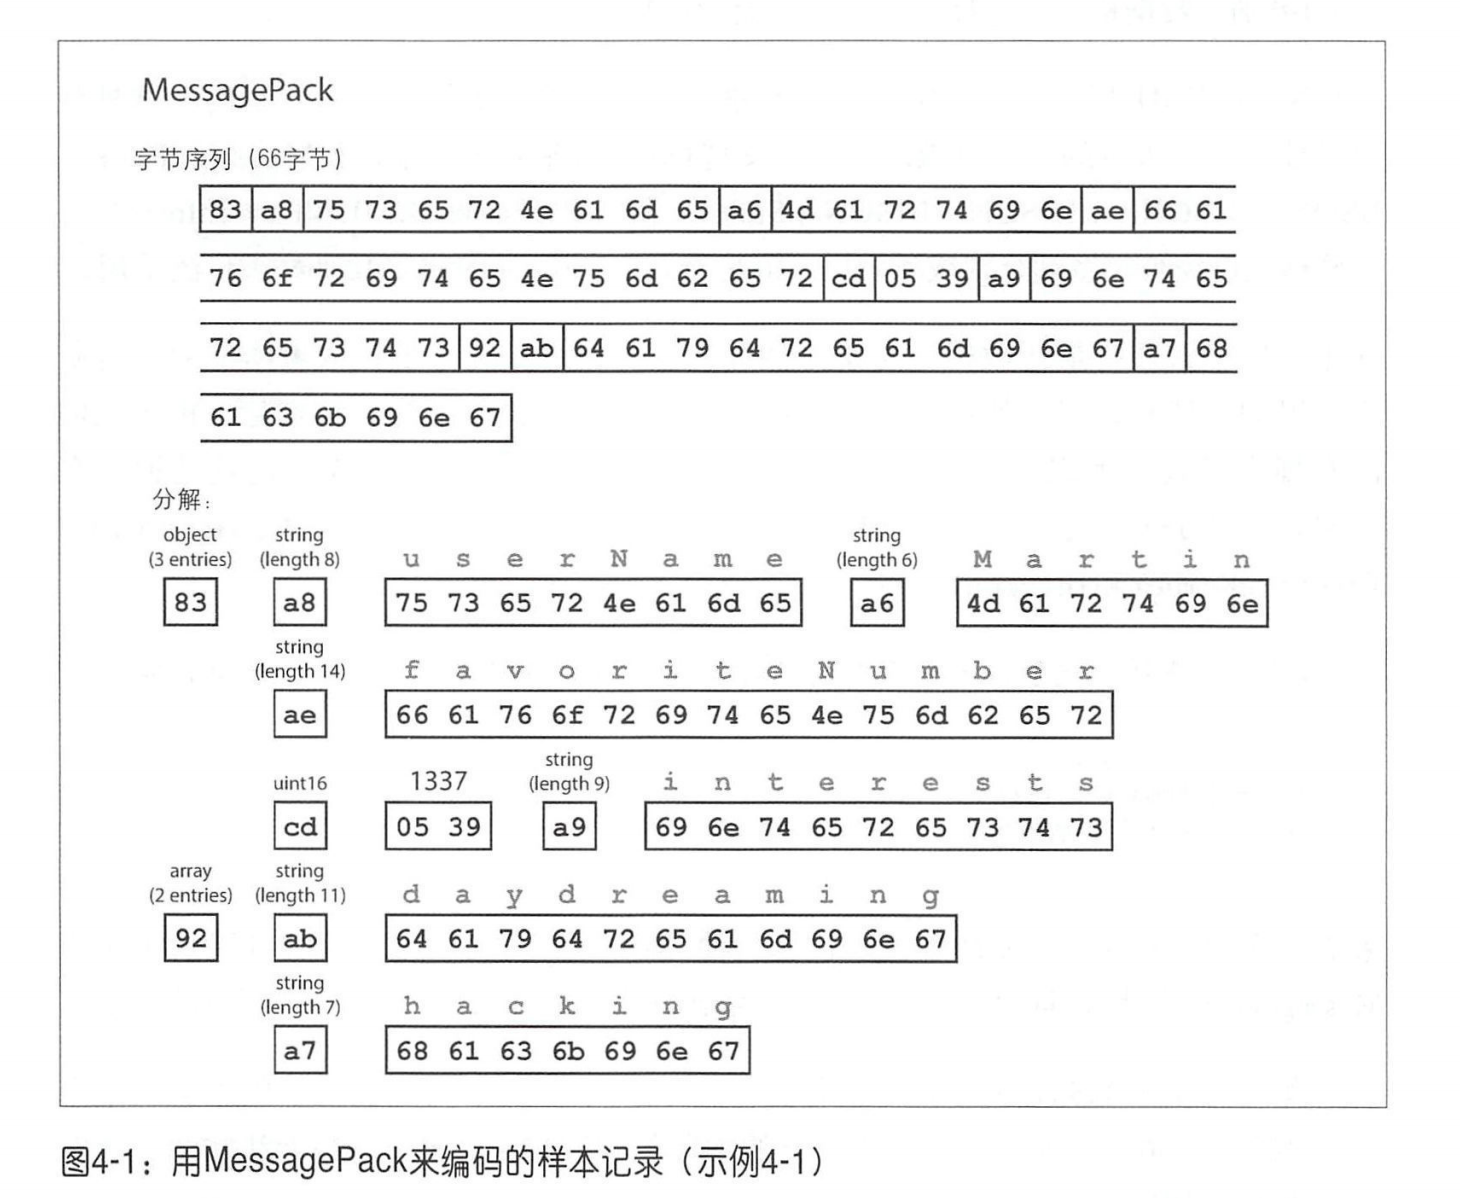 MessagePack
字节序列（66字节）
83 a8 75 73 65 72 4e 61 6d 65 a6 4d 61 72 74 69 6e ae 66 61
76 6f 72 69 74 65 4e 75 6d 62 65 72 cd 05 39 a9 69 6e 74 65
72 65 73 74 73 92 ab 64 61 79 64 72 65 61 6d 69 6e 67 a7 68
61 63 6b 69 6e 67
分解：
object string string
(3 entries) (length 8) u s e r N a m e (length 6) M a r t i n
83 a8 75 73 65 72 4e 61 6d 65 a6 4d 61 72 74 69 6e
string
(length 14) f a v o r i t e N u m b e r
ae 66 61 76 6f 72 69 74 65 4e 75 6d 62 65 72
string
uint16 1337 (length 9) i n t e r e s t s
cd 05 39 a9 69 6e 74 65 72 65 73 74 73
array string
(2 entries) (length 11) d a y d r e a m i n g
92 ab 64 61 79 64 72 65 61 6d 69 6e 67
string
(length 7) h a c k i n g
a7 68 61 63 6b 69 6e 67
图4-1：用MessagePack来编码的样本记录（示例4-1）